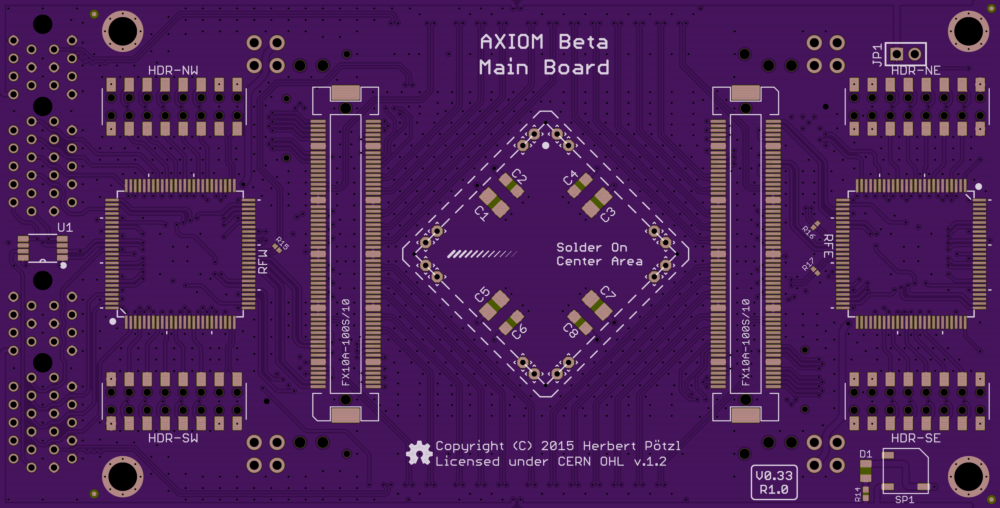 AXIOM Beta
Main Board
JP1
HDR-NW
HDR-NE
C2
C4
C1
C3
U1
R15
RFW
R16
RFE
R17
Solder On
Center Area
C5
C7
C6
C8
FX10A-100S/10
FX10A-100S/10
HDR-SW
HDR-SE
Copyright (C) 2015 Herbert Pötzl
Licensed under CERN OHL v.1.2
V0.33
R1.0
D1
R14
SP1